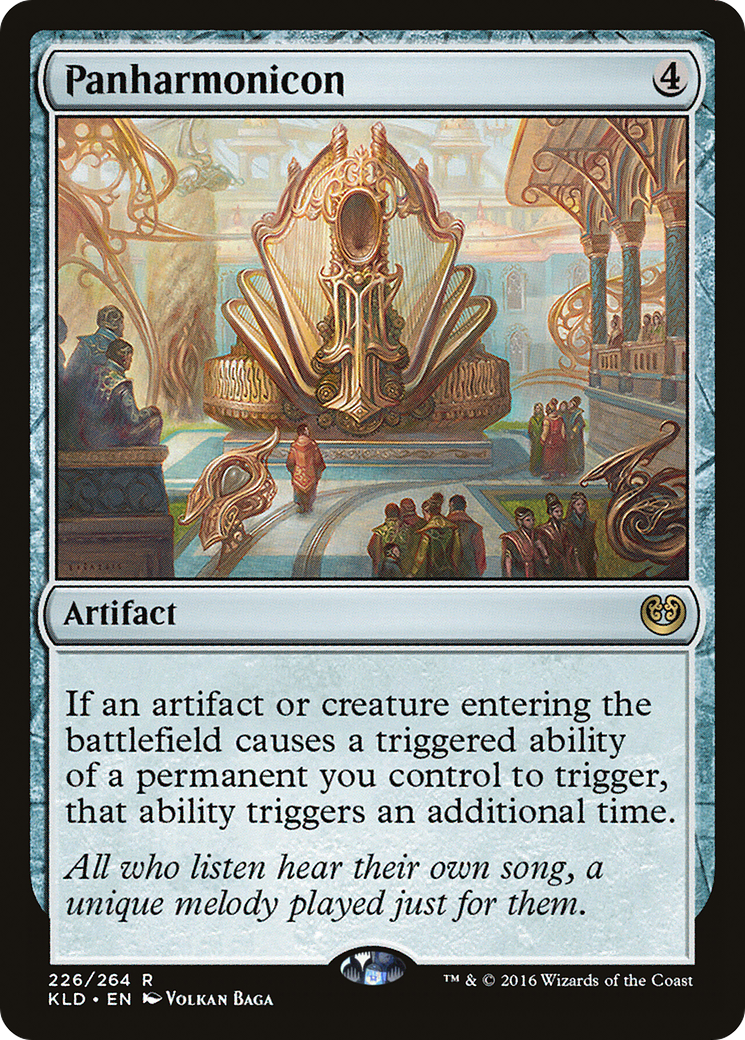 Panharmonicon 4
Artifact
If an artifact or creature entering the
battlefield causes a triggered ability
of a permanent you control to trigger,
that ability triggers an additional time.
All who listen hear their own song, a
unique melody played just for them.
226/264 R
KLD • EN Volkan Baga
™ & © 2016 Wizards of the Coast